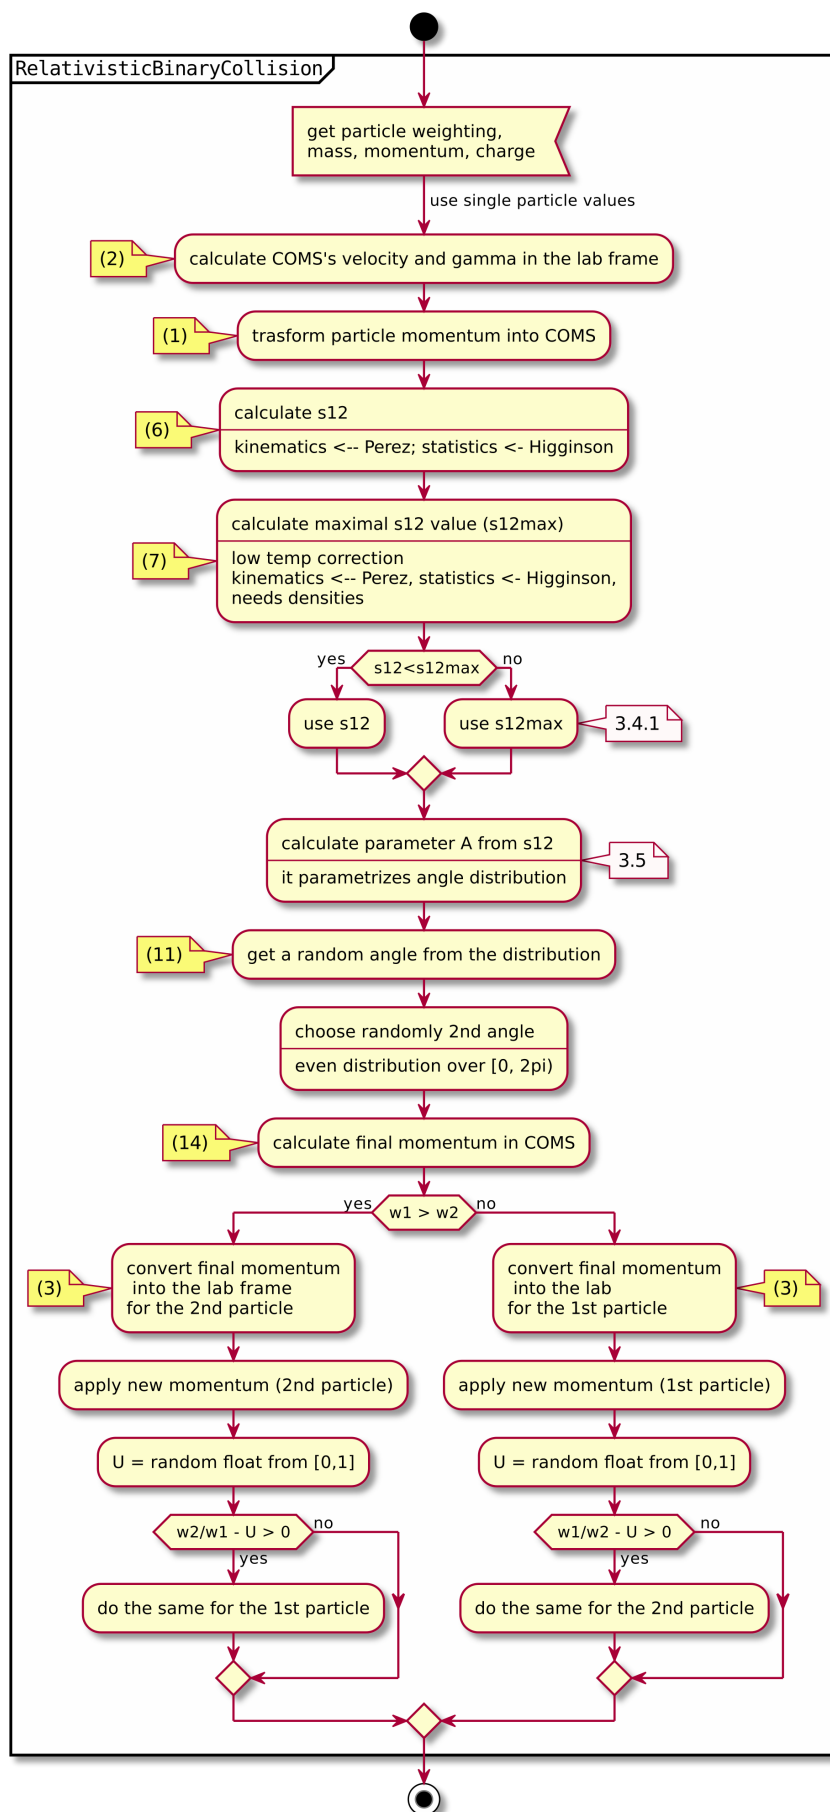 RelativisticBinaryCollision
get particle weighting,
mass, momentum, charge
use single particle values
(2)
calculate COMS's velocity and gamma in the lab frame
(1)
trasform particle momentum into COMS
(6)
calculate s12
kinematics <-- Perez; statistics <- Higginson
(7)
calculate maximal s12 value (s12max)
low temp correction
kinematics <-- Perez, statistics <- Higginson,
needs densities
yes
s12<s12max
no
use s12
use s12max
3.4.1
calculate parameter A from s12
it parametrizes angle distribution
3.5
(11)
get a random angle from the distribution
choose randomly 2nd angle
even distribution over [0, 2pi)
(14)
calculate final momentum in COMS
yes
w1 > w2
no
(3)
convert final momentum
into the lab frame
for the 2nd particle
convert final momentum
into the lab
for the 1st particle
(3)
apply new momentum (2nd particle)
apply new momentum (1st particle)
U = random float from [0,1]
U = random float from [0,1]
w2/w1 - U > 0
no
w1/w2 - U > 0
no
yes
yes
do the same for the 1st particle
do the same for the 2nd particle